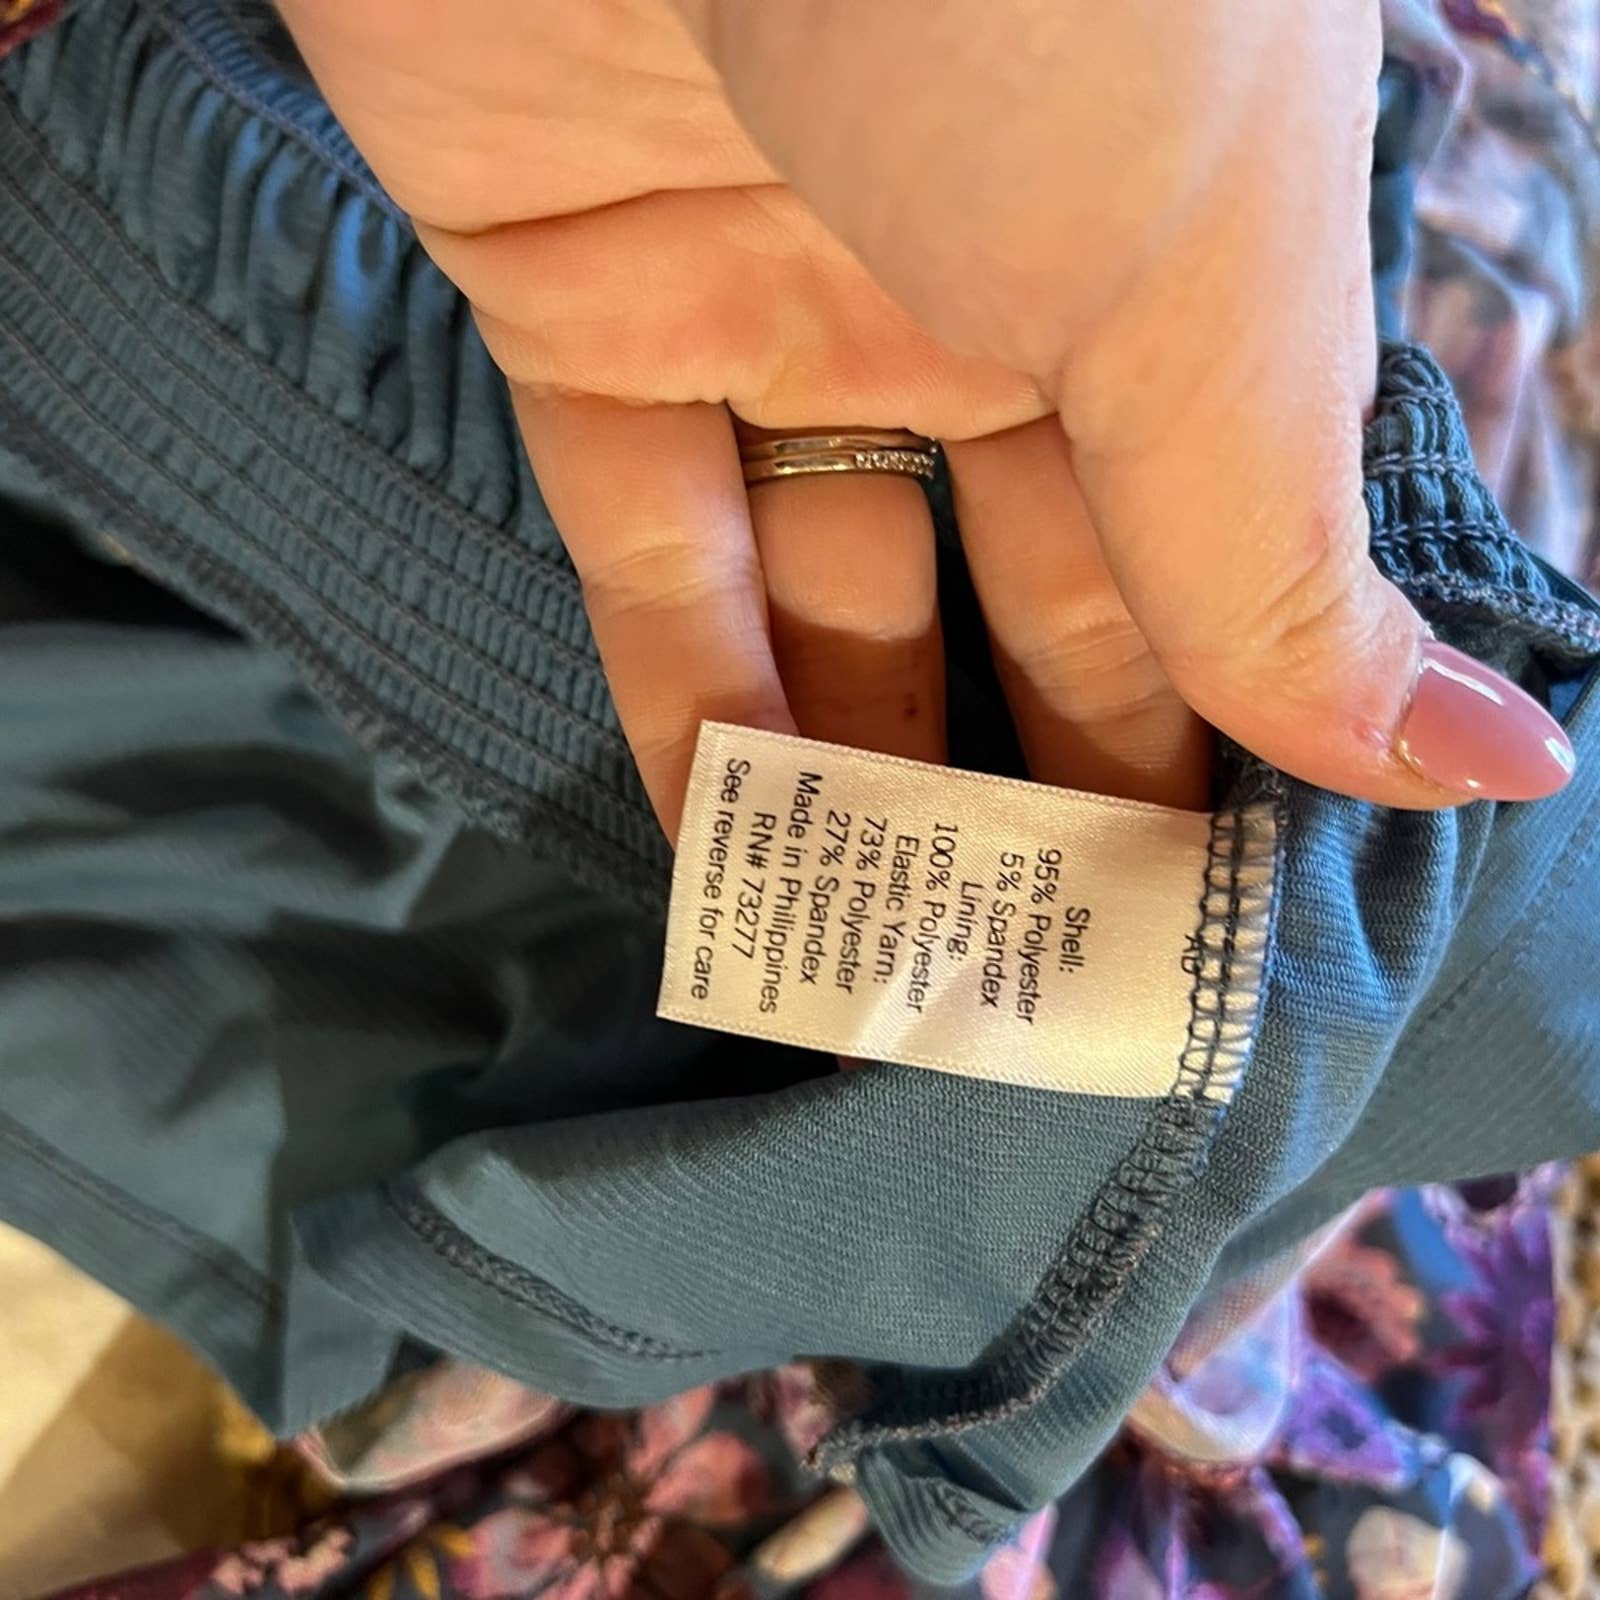 AD
Shell:
95% Polyester
5% Spandex
Lining:
100% Polyester
Elastic Yarn:
73% Polyester
27% Spandex
Made in Philippines
RN# 73277
See reverse for care